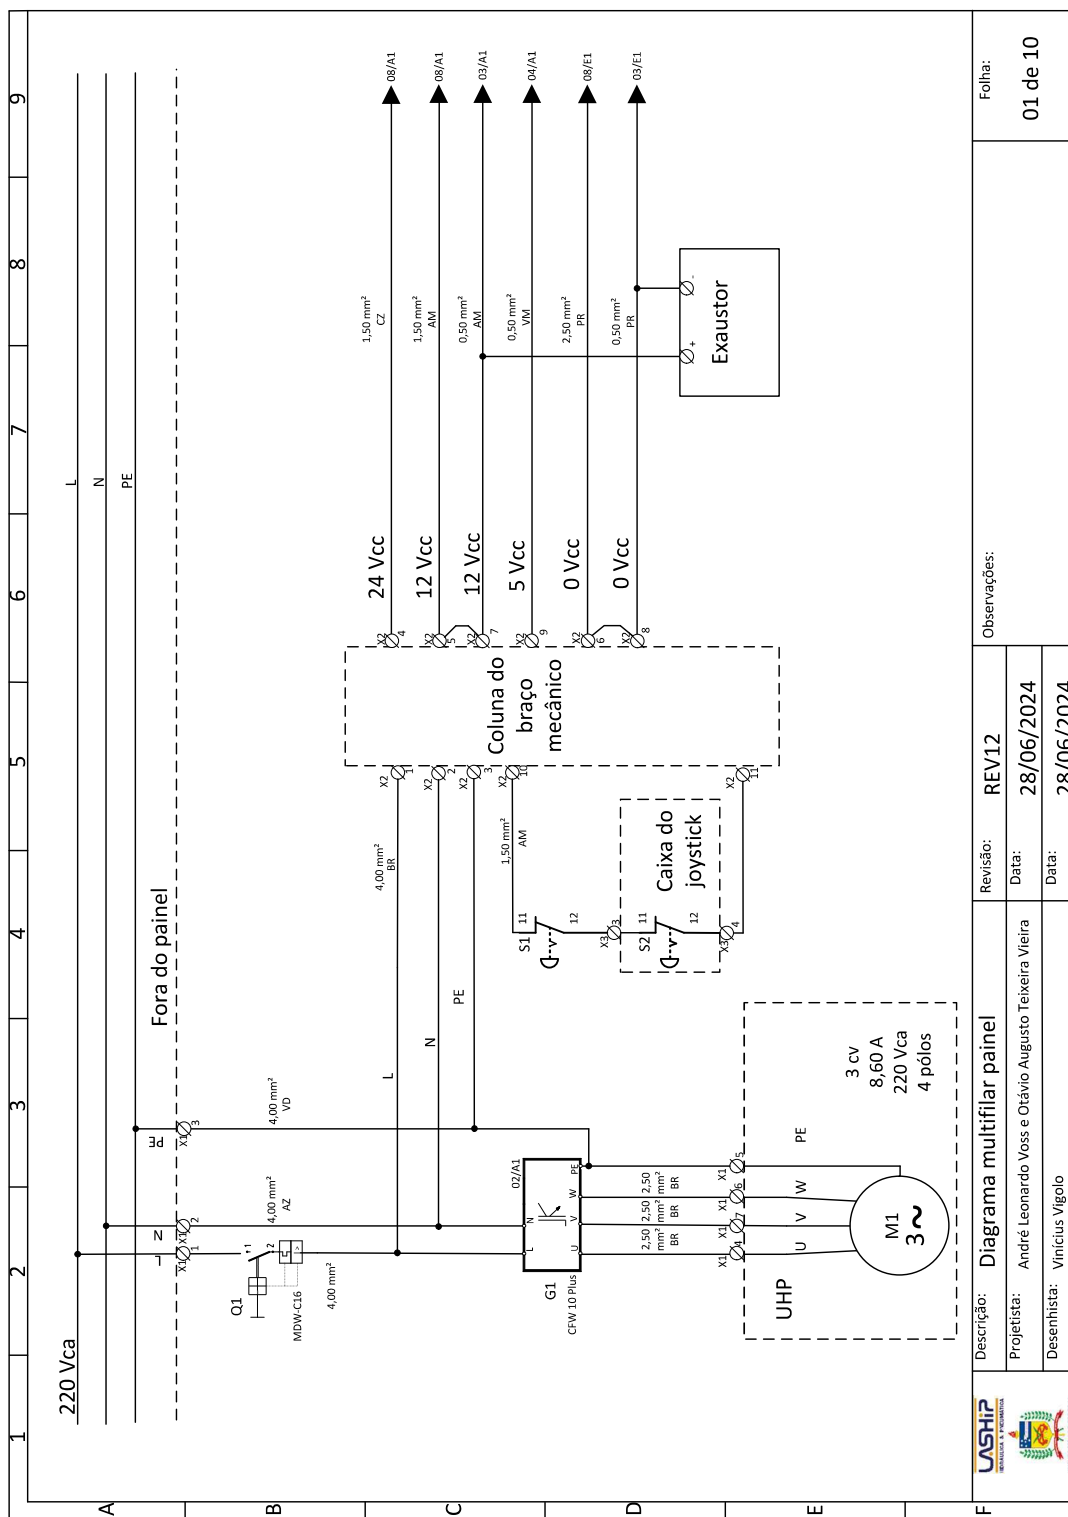 1 2 3 4 5 6 7 8 9
A
B
C
D
E
F
220 Vca
L
N
PE
Fora do painel
L
N
PE
X1
1
X1
2
X1
3
4,00 mm²
AZ
4,00 mm²
VD
Q1
1
2
I>
MDW-C16
4,00 mm²
L
N
PE
4,00 mm²
BR
X2
1
X2
2
X2
3
X2
10
1,50 mm²
AM
Coluna do
braço
mecânico
X2
4
X2
5
X2
7
X2
9
X2
6
X2
8
24 Vcc
12 Vcc
12 Vcc
5 Vcc
0 Vcc
0 Vcc
1,50 mm²
CZ
1,50 mm²
AM
0,50 mm²
AM
0,50 mm²
VM
2,50 mm²
PR
0,50 mm²
PR
08/A1
08/A1
03/A1
04/A1
08/E1
03/E1
+
-
Exaustor
S1
11
12
X3
3
Caixa do
joystick
S2
11
12
X3
4
X2
11
G1
CFW 10 Plus
02/A1
L
N
U
V
W
PE
2,50
mm²
BR
2,50
mm²
BR
2,50
mm²
BR
X1
4
X1
7
X1
6
X1
5
U
V
W
PE
UHP
M1
3~
3 cv
8,60 A
220 Vca
4 pólos
LASHIP
HIDRÁULICA & PNEUMÁTICA
Descrição:
Diagrama multifilar painel
Projetista:
André Leonardo Voss e Otávio Augusto Teixeira Vieira
Desenhista:
Vinícius Vigolo
Revisão:
REV12
Data:
28/06/2024
Data:
28/06/2024
Observações:
Folha:
01 de 10